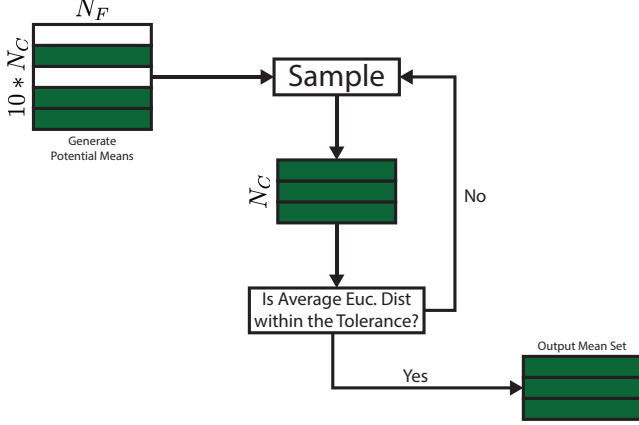 N_F
10 * N_C
Generate
Potential Means
Sample
N_C
No
Is Average Euc. Dist
within the Tolerance?
Yes
Output Mean Set